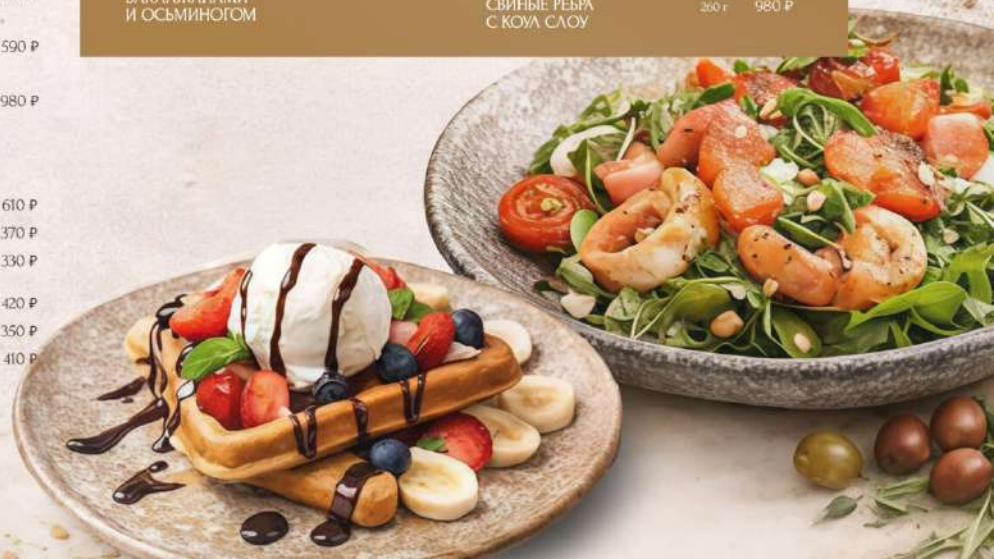 И ОСЬМИНОГОМ
СВИНЫЕ РЕБРА
С КОУЛ СЛОУ
260 г 980 ₽
590 ₽
980 ₽
610 ₽
370 ₽
330 ₽
420 ₽
350 ₽
410 ₽